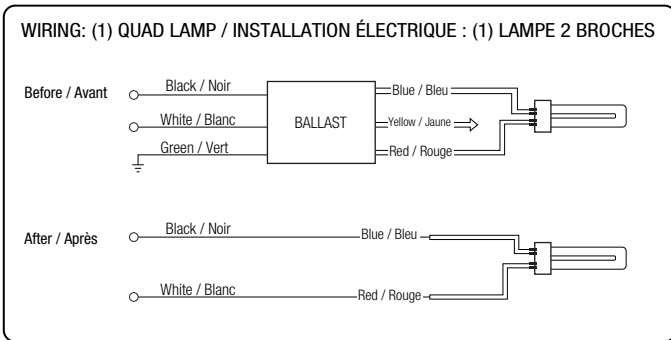 WIRING: (1) QUAD LAMP / INSTALLATION ÉLECTRIQUE : (1) LAMPE 2 BROCHES
Before / Avant
Black / Noir
White / Blanc
Green / Vert
BALLAST
Blue / Bleu
Yellow / Jaune
Red / Rouge
After / Après
Black / Noir
Blue / Bleu
White / Blanc
Red / Rouge